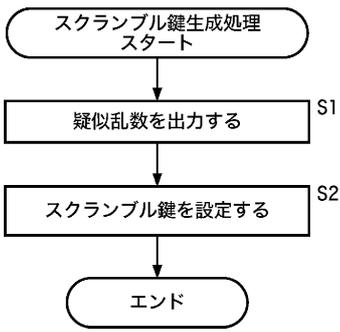 スクランブル鍵生成処理
スタート
S1
疑似乱数を出力する
S2
スクランブル鍵を設定する
エンド